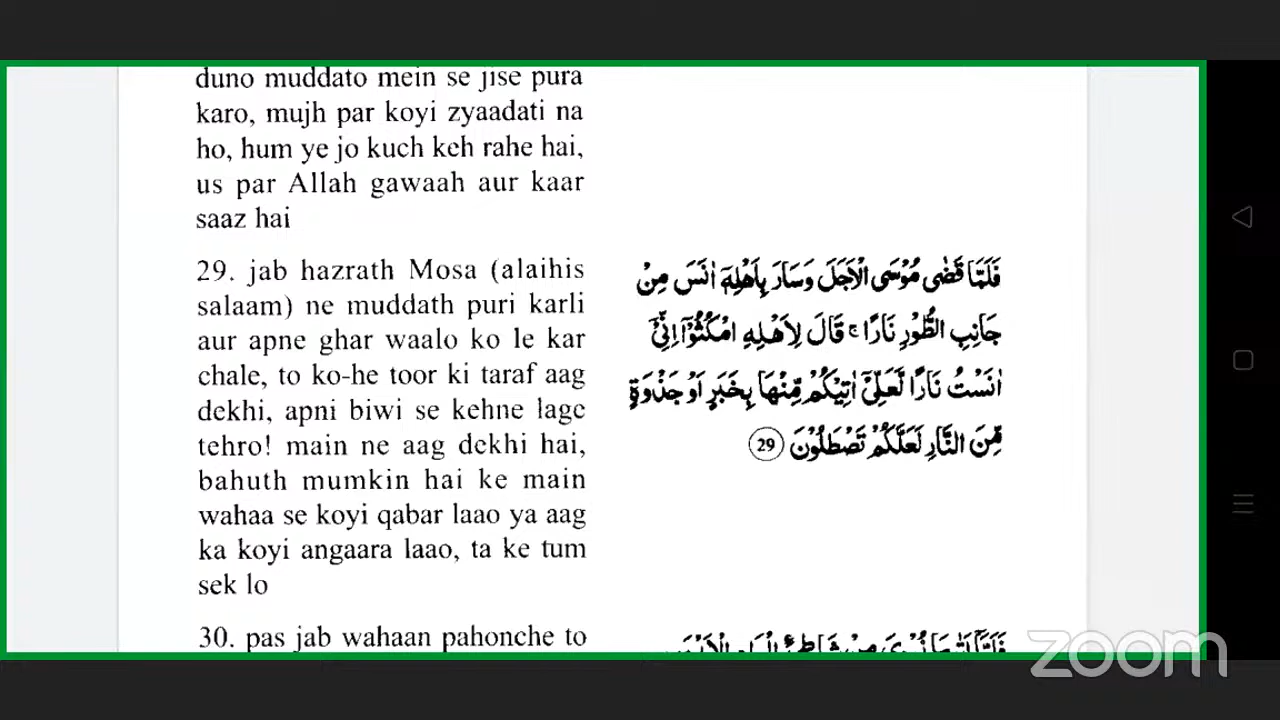 duno muddato mein se jise pura
karo, mujh par koyi zyaadati na
ho, hum ye jo kuch keh rahe hai,
us par Allah gawaah aur kaar
saaz hai
29. jab hazrath Mosa (alaihis
salaam) ne muddath puri karli
aur apne ghar waalo ko le kar
chale, to ko-he toor ki taraf aag
dekhi, apni biwi se kehne lage
tehro! main ne aag dekhi hai,
bahuth mumkin hai ke main
wahaa se koyi qabar laao ya aag
ka koyi angaara laao, ta ke tum
sek lo
فَلَمَّا قَضٰى مُوْسَى الْاَجَلَ وَسَارَ بِاَهْلِهٖٓ اٰنَسَ مِنْ
جَانِبِ الطُّوْرِ نَارًا ۚ قَالَ لِاَهْلِهِ امْكُثُوْٓا اِنِّىْٓ
اٰنَسْتُ نَارًا لَّعَلِّىْٓ اٰتِيْكُمْ مِّنْهَا بِخَبَرٍ اَوْ جَذْوَةٍ
مِّنَ النَّارِ لَعَلَّكُمْ تَصْطَلُوْنَ 29
30. pas jab wahaan pahonche to
zoom